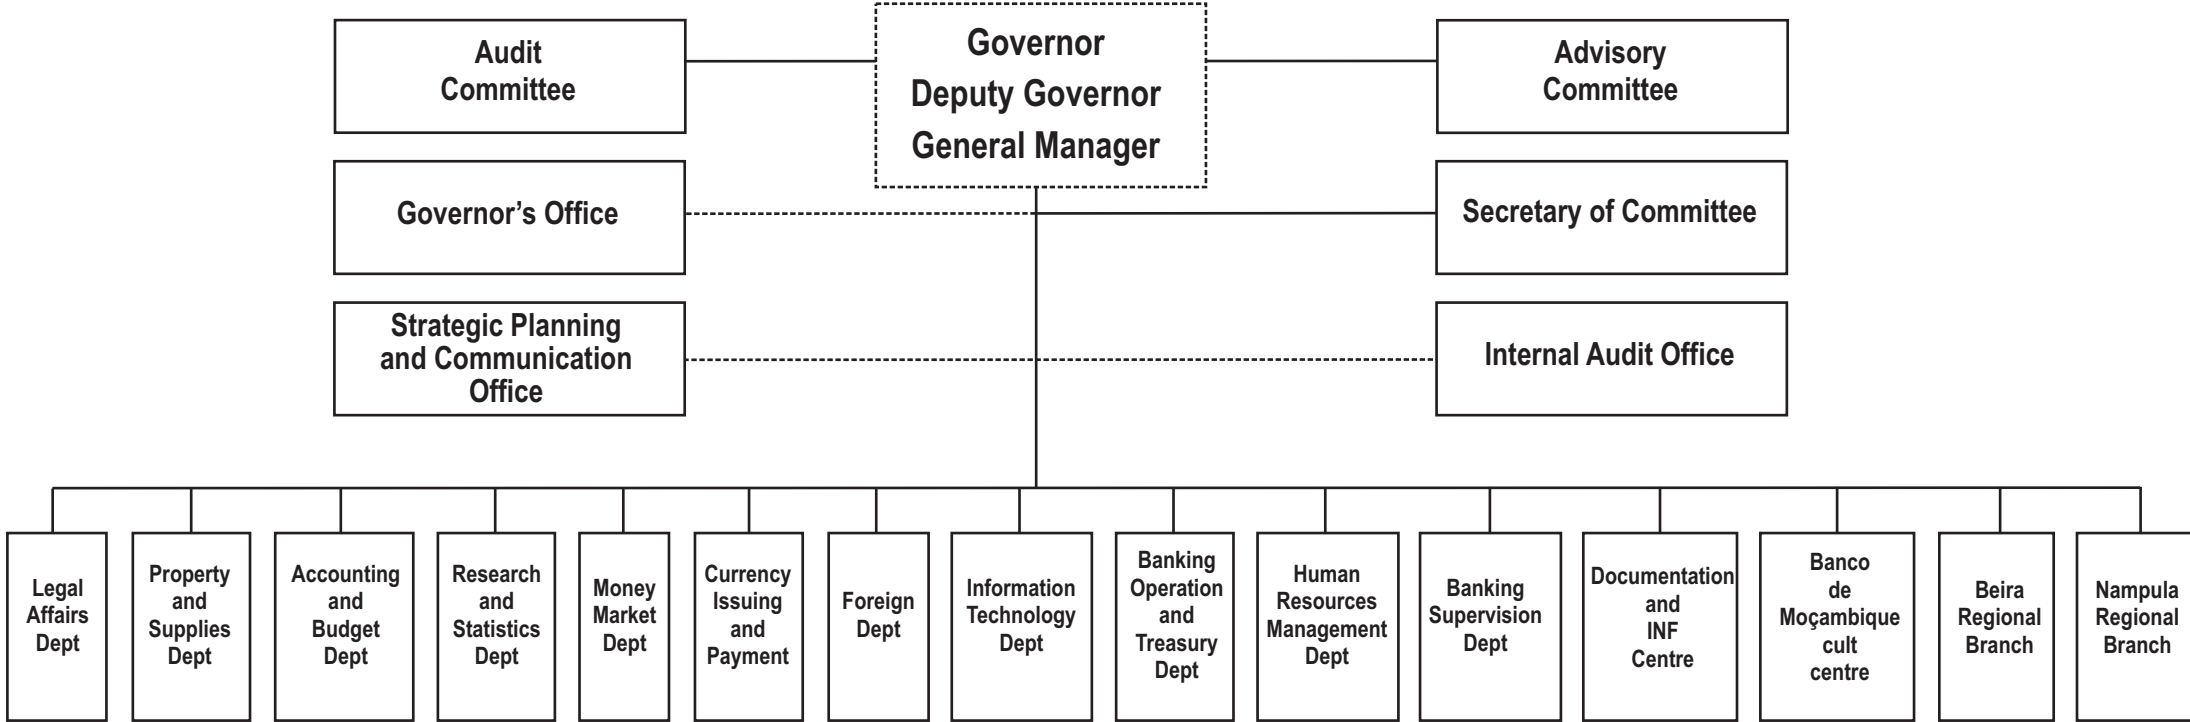 Audit
Committee
Governor
Deputy Governor
General Manager
Advisory
Committee
Governor’s Office
Secretary of Committee
Strategic Planning
and Communication
Office
Internal Audit Office
Legal
Affairs
Dept
Property
and
Supplies
Dept
Accounting
and
Budget
Dept
Research
and
Statistics
Dept
Money
Market
Dept
Currency
Issuing
and
Payment
Foreign
Dept
Information
Technology
Dept
Banking
Operation
and
Treasury
Dept
Human
Resources
Management
Dept
Banking
Supervision
Dept
Documentation
and
INF
Centre
Banco
de
Moçambique
cult
centre
Beira
Regional
Branch
Nampula
Regional
Branch